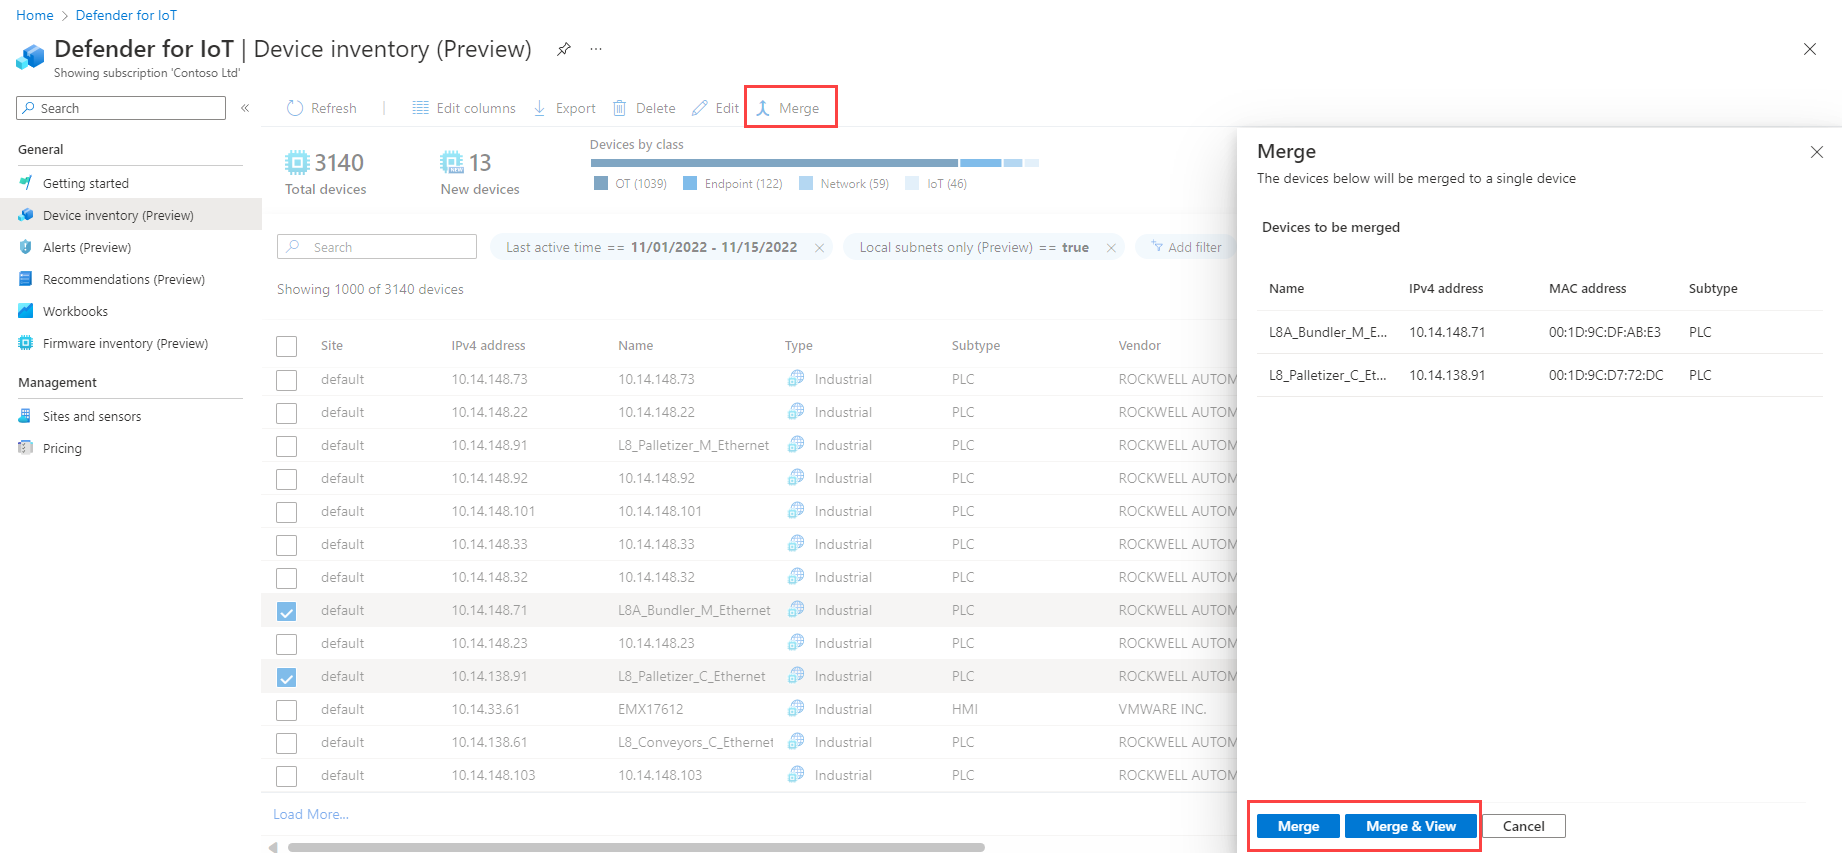 Home > Defender for IoT
Defender for IoT | Device inventory (Preview) ...
Showing subscription 'Contoso Ltd'
Search «
General
Getting started
Device inventory (Preview)
Alerts (Preview)
Recommendations (Preview)
Workbooks
Firmware inventory (Preview)
Management
Sites and sensors
Pricing
Refresh | Edit columns Export Delete Edit Merge
3140
Total devices
NEW 13
New devices
Devices by class
OT (1039) Endpoint (122) Network (59) IoT (46)
Search Last active time == 11/01/2022 - 11/15/2022 Local subnets only (Preview) == true Add filter
Showing 1000 of 3140 devices
Site IPv4 address Name Type Subtype Vendor
default 10.14.148.73 10.14.148.73 Industrial PLC ROCKWELL AUTOM
default 10.14.148.22 10.14.148.22 Industrial PLC ROCKWELL AUTOM
default 10.14.148.91 L8_Palletizer_M_Ethernet Industrial PLC ROCKWELL AUTOM
default 10.14.148.92 10.14.148.92 Industrial PLC ROCKWELL AUTOM
default 10.14.148.101 10.14.148.101 Industrial PLC ROCKWELL AUTOM
default 10.14.148.33 10.14.148.33 Industrial PLC ROCKWELL AUTOM
default 10.14.148.32 10.14.148.32 Industrial PLC ROCKWELL AUTOM
default 10.14.148.71 L8A_Bundler_M_Ethernet Industrial PLC ROCKWELL AUTOM
default 10.14.148.23 10.14.148.23 Industrial PLC ROCKWELL AUTOM
default 10.14.138.91 L8_Palletizer_C_Ethernet Industrial PLC ROCKWELL AUTOM
default 10.14.33.61 EMX17612 Industrial HMI VMWARE INC.
default 10.14.138.61 L8_Conveyors_C_Ethernet Industrial PLC ROCKWELL AUTOM
default 10.14.148.103 10.14.148.103 Industrial PLC ROCKWELL AUTOM
Load More...
Merge
The devices below will be merged to a single device
Devices to be merged
Name IPv4 address MAC address Subtype
L8A_Bundler_M_E... 10.14.148.71 00:1D:9C:DF:AB:E3 PLC
L8_Palletizer_C_Et... 10.14.138.91 00:1D:9C:D7:72:DC PLC
Merge Merge & View Cancel